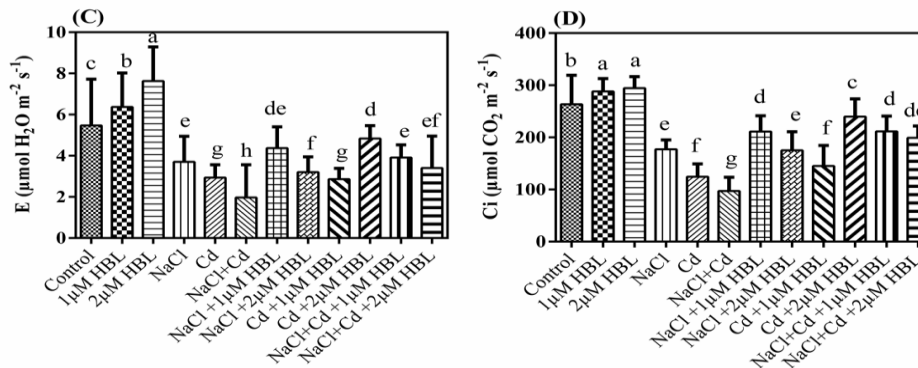 (C)
E (µmol H₂O m⁻² s⁻¹)
10
8
6
4
2
0
c
b
a
e
g
h
de
f
g
d
e
ef
Control
1µM HBL
2µM HBL
NaCl
Cd
NaCl+Cd
NaCl +1µM HBL
NaCl +2µM HBL
Cd +1µM HBL
Cd +2µM HBL
NaCl+Cd +1µM HBL
NaCl+Cd +2µM HBL
(D)
Ci (µmol CO₂ m⁻² s⁻¹)
400
300
200
100
0
b
a
a
e
f
g
d
e
f
c
d
de
Control
1µM HBL
2µM HBL
NaCl
Cd
NaCl+Cd
NaCl +1µM HBL
NaCl +2µM HBL
Cd +1µM HBL
Cd +2µM HBL
NaCl+Cd +1µM HBL
NaCl+Cd +2µM HBL